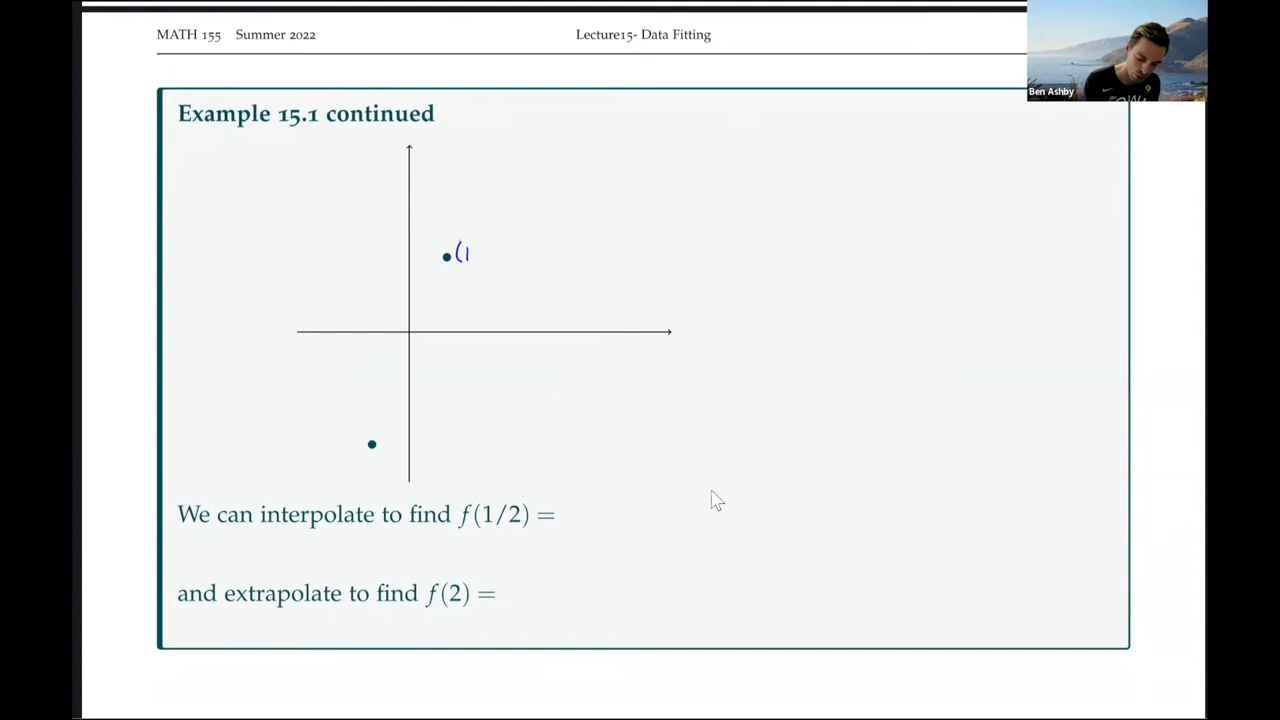 MATH 155 Summer 2022 Lecture15- Data Fitting
Ben Ashby
Example 15.1 continued
(1
We can interpolate to find f(1/2) =
and extrapolate to find f(2) =